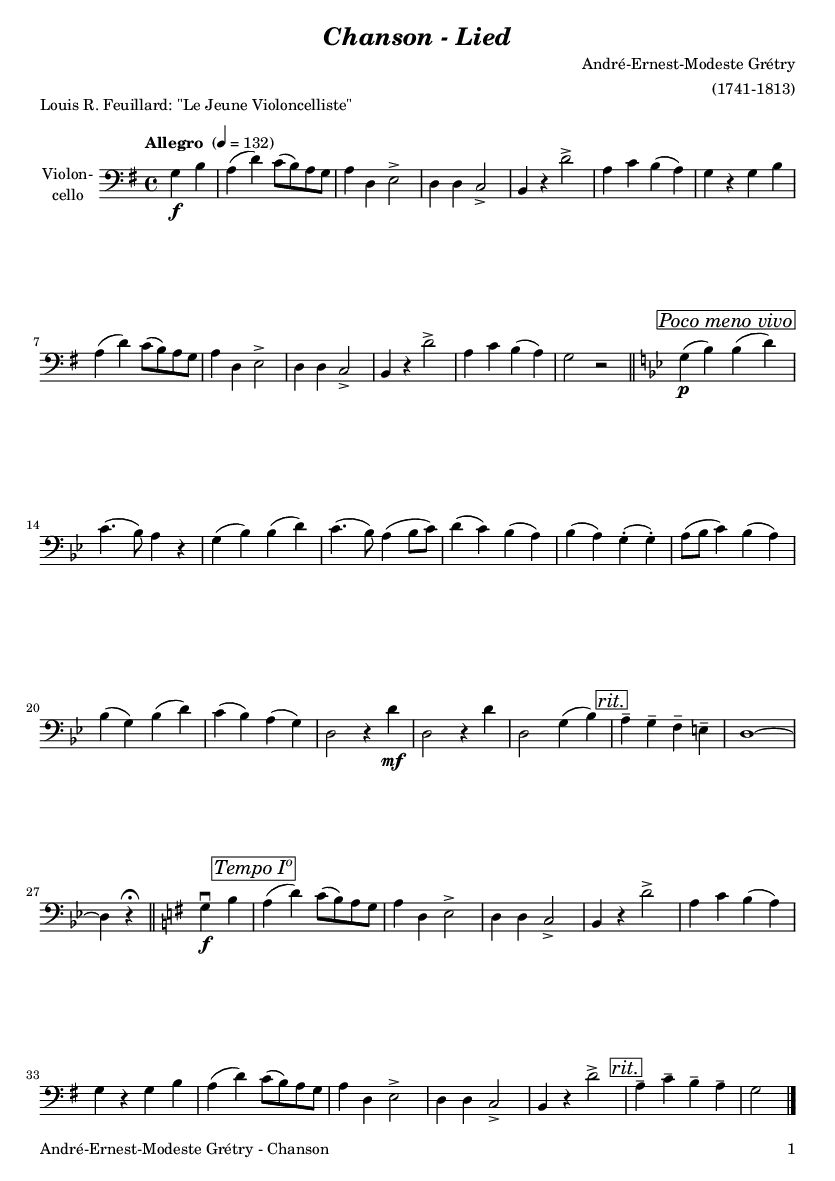 Chanson - Lied
André-Ernest-Modeste Grétry
(1741-1813)
Louis R. Feuillard: "Le Jeune Violoncelliste"
Allegro (♩ = 132)
Violon-
cello
f
Poco meno vivo
7
p
14
rit.
20
mf
Tempo Iº
27
f
rit.
33
André-Ernest-Modeste Grétry - Chanson 1